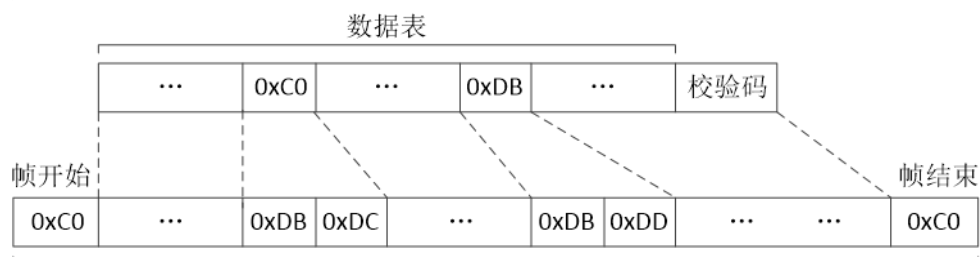 数据表
… 0xC0 … 0xDB … 校验码
帧开始 帧结束
0xC0 … 0xDB 0xDC … 0xDB 0xDD … … 0xC0